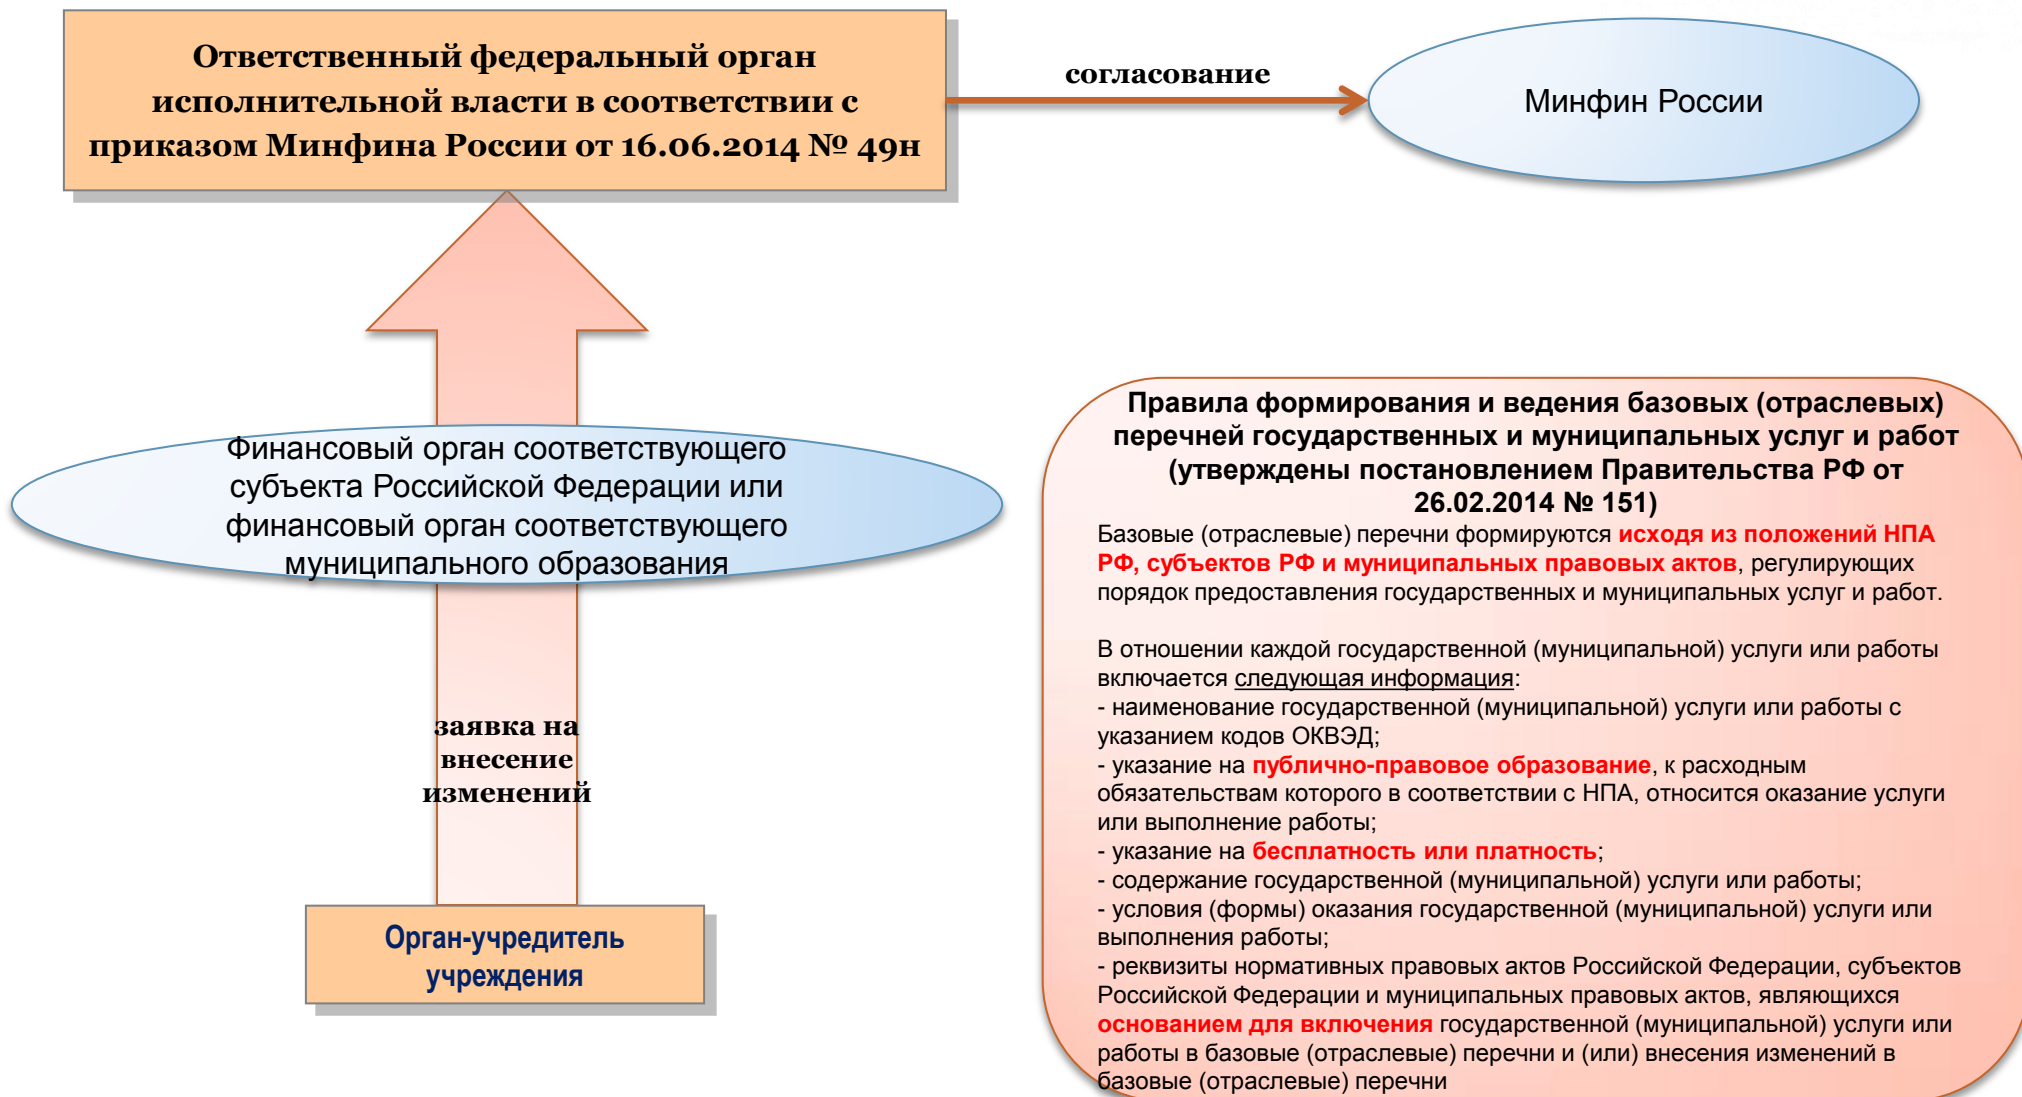 Ответственный федеральный орган
исполнительной власти в соответствии с
приказом Минфина России от 16.06.2014 № 49н
согласование
Минфин России
Финансовый орган соответствующего
субъекта Российской Федерации или
финансовый орган соответствующего
муниципального образования
заявка на
внесение
изменений
Орган-учредитель
учреждения
Правила формирования и ведения базовых (отраслевых)
перечней государственных и муниципальных услуг и работ
(утверждены постановлением Правительства РФ от
26.02.2014 № 151)
Базовые (отраслевые) перечни формируются исходя из положений НПА
РФ, субъектов РФ и муниципальных правовых актов, регулирующих
порядок предоставления государственных и муниципальных услуг и работ.
В отношении каждой государственной (муниципальной) услуги или работы
включается следующая информация:
- наименование государственной (муниципальной) услуги или работы с
указанием кодов ОКВЭД;
- указание на публично-правовое образование, к расходным
обязательствам которого в соответствии с НПА, относится оказание услуги
или выполнение работы;
- указание на бесплатность или платность;
- содержание государственной (муниципальной) услуги или работы;
- условия (формы) оказания государственной (муниципальной) услуги или
выполнения работы;
- реквизиты нормативных правовых актов Российской Федерации, субъектов
Российской Федерации и муниципальных правовых актов, являющихся
основанием для включения государственной (муниципальной) услуги или
работы в базовые (отраслевые) перечни и (или) внесения изменений в
базовые (отраслевые) перечни